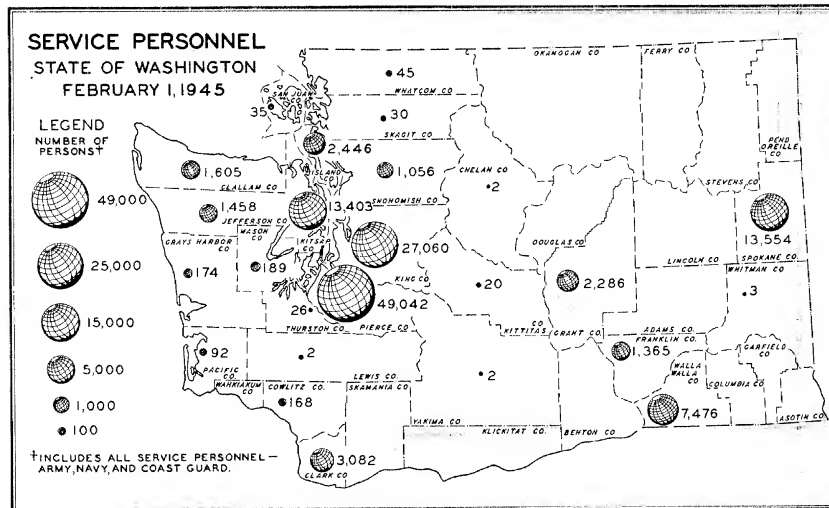 SERVICE PERSONNEL
STATE OF WASHINGTON
FEBRUARY 1, 1945
LEGEND
NUMBER OF
PERSONS†
49,000
25,000
15,000
5,000
1,000
100
†INCLUDES ALL SERVICE PERSONNEL—
ARMY, NAVY, AND COAST GUARD.
45
WHATCOM CO
OKANOGAN CO
FERRY CO
SAN JUAN
CO
35
30
SKAGIT CO
PEND
OREILLE
CO
2,446
ISLAND
CO
1,605
CLALLAM CO
1,056
SNOHOMISH CO
CHELAN CO
2
STEVENS CO
1,458
JEFFERSON CO
13,403
KITSAP
CO
MASON
CO
GRAYS HARBOR
CO
174
189
27,060
KING CO
DOUGLAS CO
13,554
LINCOLN CO
SPOKANE CO
WHITMAN CO
49,042
20
2,286
3
26
THURSTON CO
PIERCE CO
CO
KITTITAS
GRANT CO
ADAMS CO
FRANKLIN CO
1,365
GARFIELD
CO
92
PACIFIC
CO
2
LEWIS CO
2
WALLA
WALLA
CO
COLUMBIA CO
WAHKIAKUM
CO
COWLITZ CO.
SKAMANIA CO
168
7,476
ASOTIN CO
YAKIMA CO
KLICKITAT CO.
BENTON CO
3,082
CLARK CO